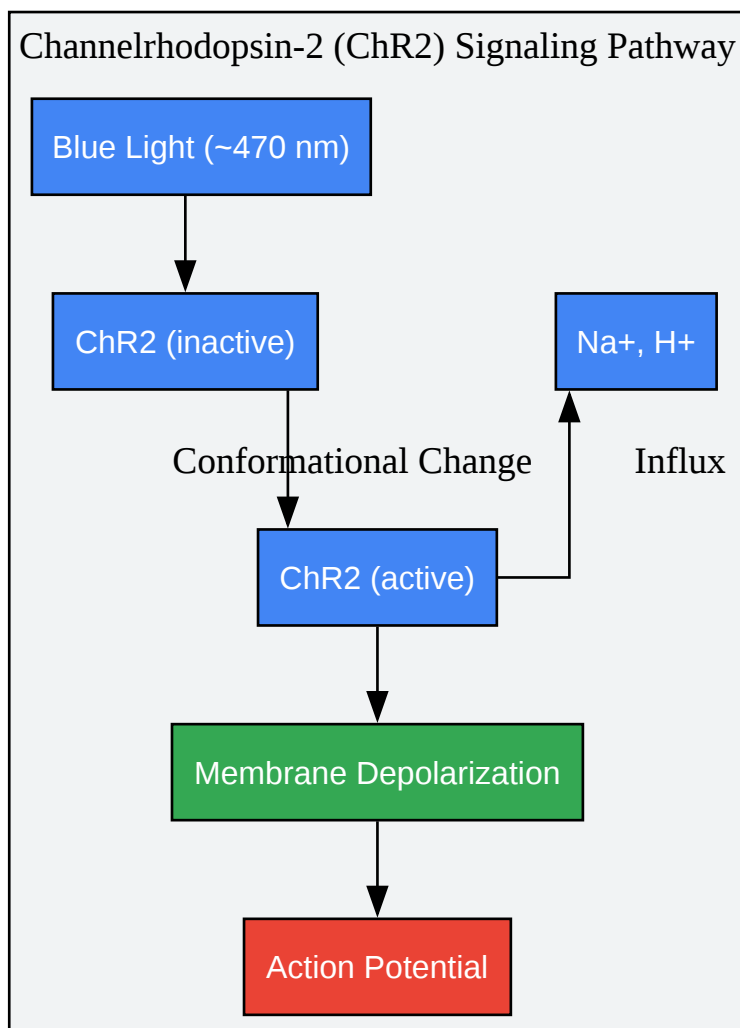 Channelrhodopsin-2 (ChR2) Signaling Pathway
Blue Light (~470 nm)
ChR2 (inactive)
Na+, H+
Conformational Change
Influx
ChR2 (active)
Membrane Depolarization
Action Potential